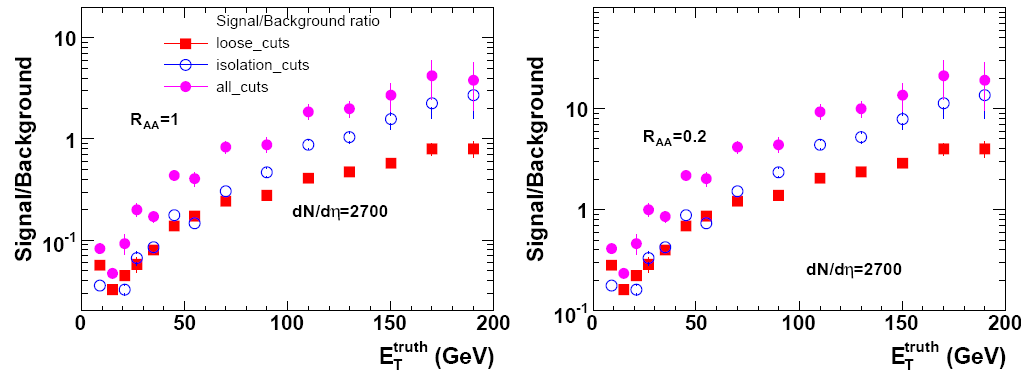 Signal/Background ratio
loose_cuts
isolation_cuts
all_cuts
R_AA=1
dN/dη=2700
Signal/Background
10
1
10^-1
0 50 100 150 200
E_T^truth (GeV)
R_AA=0.2
dN/dη=2700
Signal/Background
10
1
10^-1
0 50 100 150 200
E_T^truth (GeV)